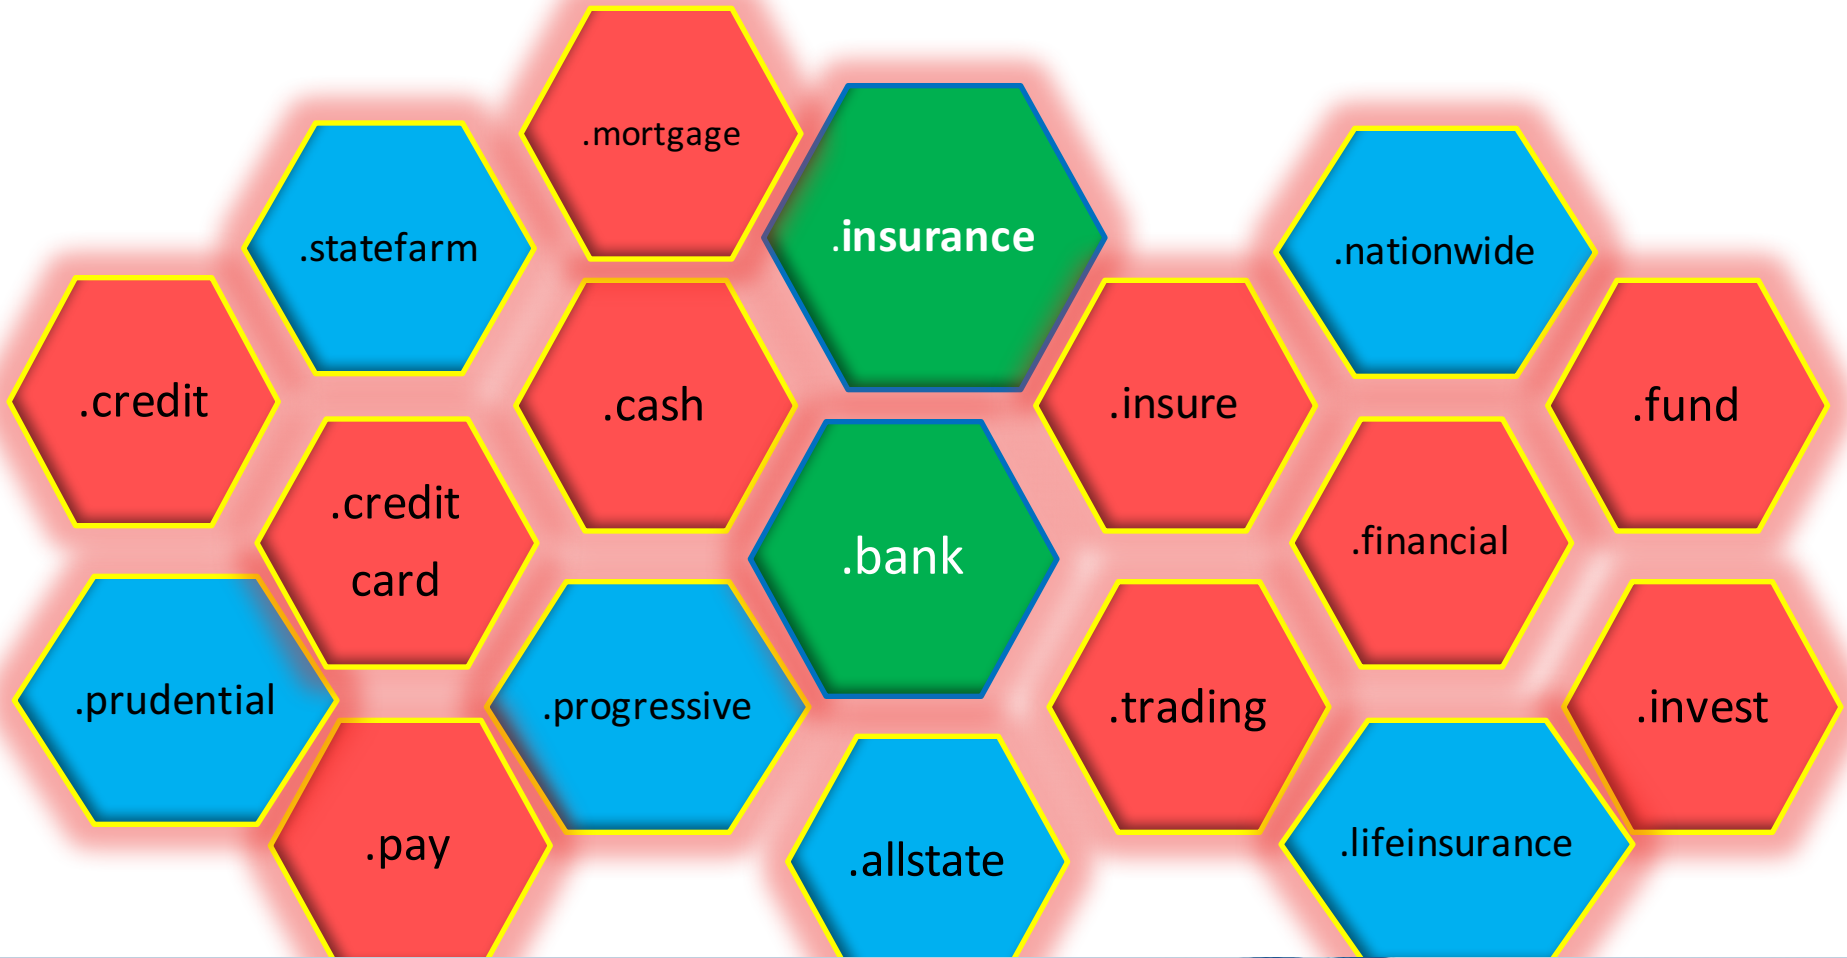 .mortgage
.insurance
.statefarm
.nationwide
.credit
.cash
.insure
.fund
.credit
card
.bank
.financial
.prudential
.progressive
.trading
.invest
.pay
.allstate
.lifeinsurance